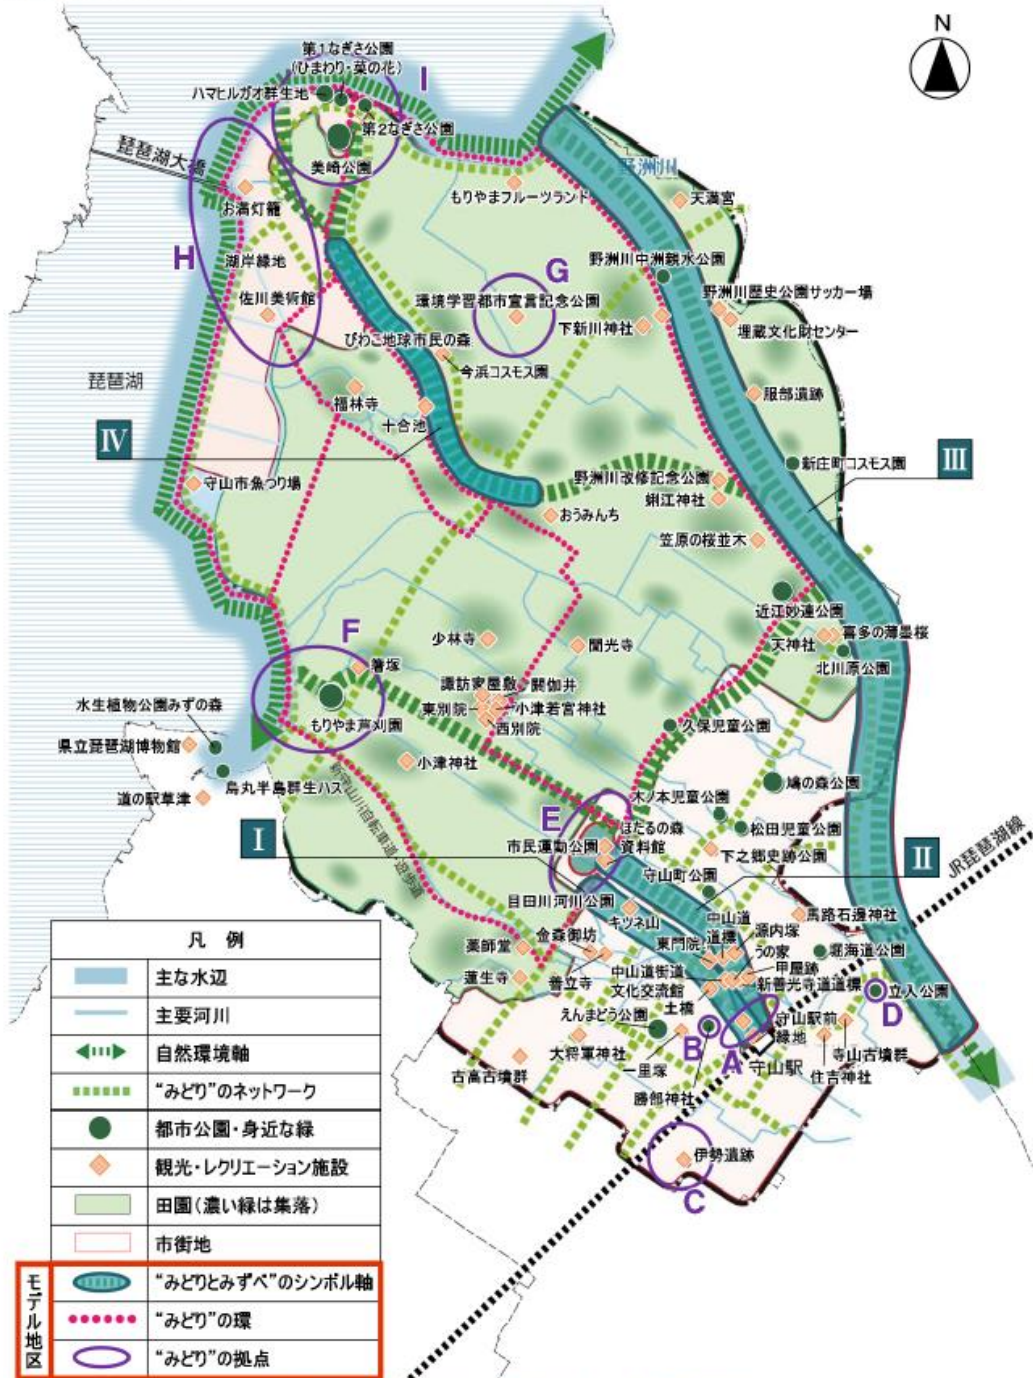 N
第1なぎさ公園
(ひまわり・菜の花)
I
ハマヒルガオ群生地
第2なぎさ公園
琵琶湖大橋
美崎公園
野洲川
天満宮
もりやまフルーツランド
お満灯籠
H
湖岸緑地
G
野洲川中洲親水公園
環境学習都市宣言記念公園
野洲川歴史公園サッカー場
佐川美術館
下新川神社
埋蔵文化財センター
びわこ地球市民の森
今浜コスモス園
琵琶湖
福林寺
服部遺跡
十合池
IV
III
新庄町コスモス園
守山市魚つり場
野洲川改修記念公園
蜊江神社
おうみんち
笠原の桜並木
近江妙蓮公園
F
少林寺
聞光寺
天神社
喜多の薄墨桜
北川原公園
箸塚
諏訪家屋敷
閼伽井
東別院
小津若宮神社
西別院
もりやま芦刈園
水生植物公園みずの森
県立琵琶湖博物館
久保児童公園
小津神社
烏丸半島群生ハス
道の駅草津
鳩の森公園
新守山川自転車道・遊歩道
木ノ本児童公園
E
ほたるの森
資料館
松田児童公園
I
市民運動公園
下之郷史跡公園
II
JR琵琶湖線
守山町公園
目田川河川公園
キツネ山
中山道
道標
馬路石邊神社
源内塚
うの家
東門院
金森御坊
薬師堂
堀海道公園
甲屋跡
中山道街道
文化交流館
新善光寺道道標
蓮生寺
善立寺
土橋
立入公園
D
えんまどう公園
B
A
守山駅前
緑地
大将軍神社
一里塚
守山駅
住吉神社
寺山古墳群
古高古墳群
勝部神社
伊勢遺跡
C
凡 例
主な水辺
主要河川
自然環境軸
“みどり”のネットワーク
都市公園・身近な緑
観光・レクリエーション施設
田園(濃い緑は集落)
市街地
モデル地区
“みどりとみずべ”のシンボル軸
“みどり”の環
“みどり”の拠点